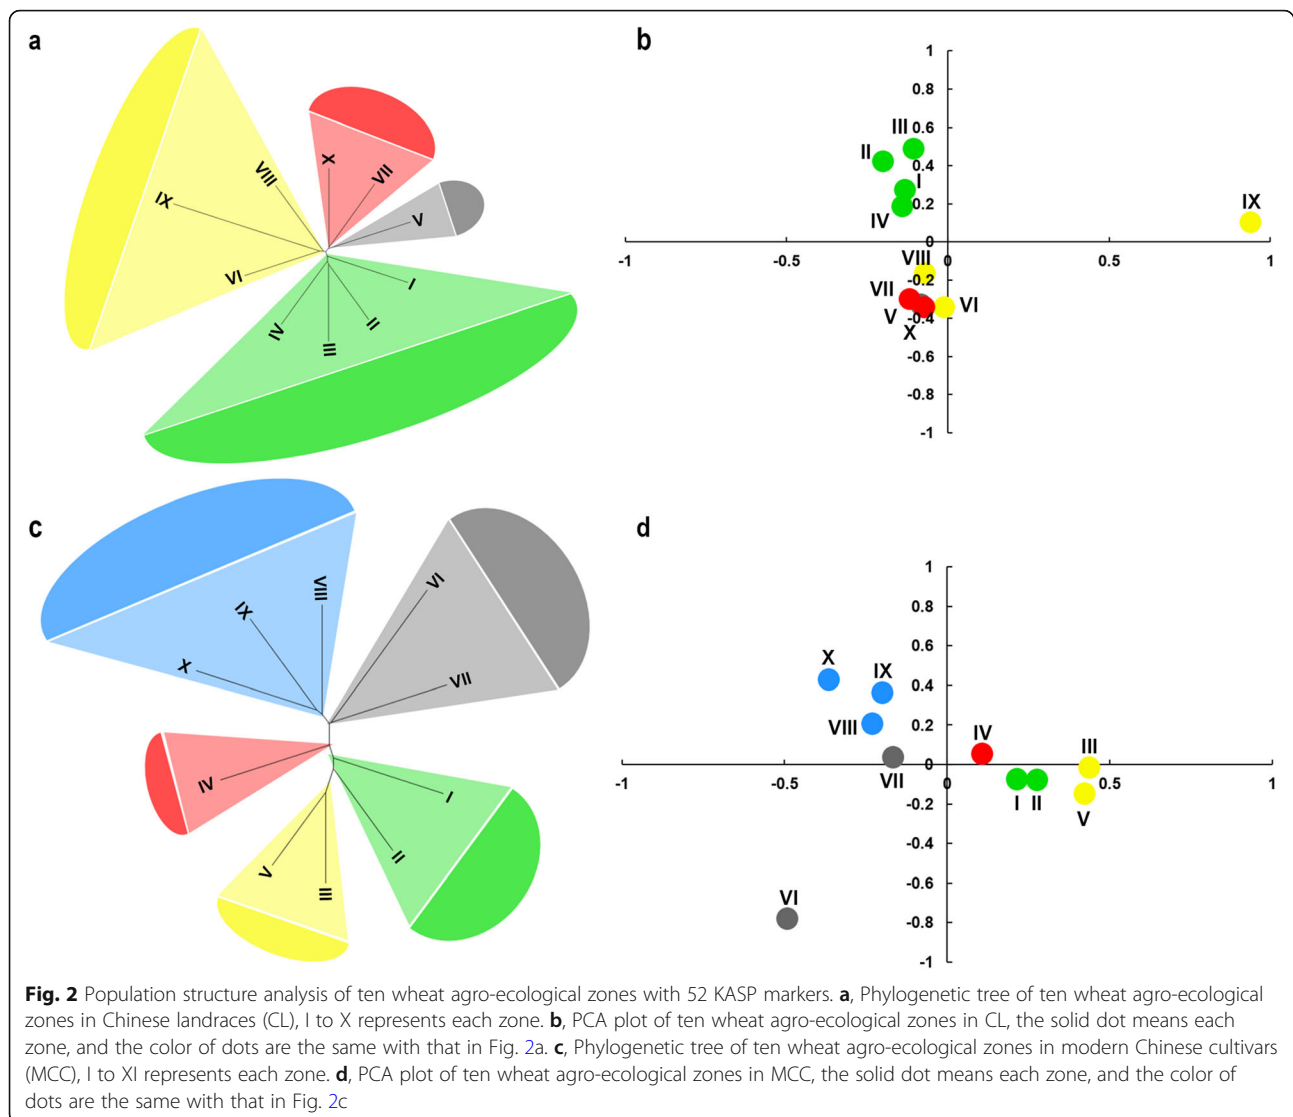 a
X
VII
VIII
IX
V
VI
I
II
III
IV
b
1
0.8
0.6
III
II
0.4
I
IX
0.2
IV
0
-1
-0.5
0
0.5
1
VIII
-0.2
VII
VI
V
-0.4
X
-0.6
-0.8
-1
c
VIII
IX
X
VI
VII
IV
I
II
V
III
d
1
0.8
0.6
X
IX
0.4
VIII
0.2
IV
III
0
-1
-0.5
0
0.5
1
VII
I
II
V
-0.2
-0.4
-0.6
VI
-0.8
-1
Fig. 2 Population structure analysis of ten wheat agro-ecological zones with 52 KASP markers. a, Phylogenetic tree of ten wheat agro-ecological
zones in Chinese landraces (CL), I to X represents each zone. b, PCA plot of ten wheat agro-ecological zones in CL, the solid dot means each
zone, and the color of dots are the same with that in Fig. 2a. c, Phylogenetic tree of ten wheat agro-ecological zones in modern Chinese cultivars
(MCC), I to XI represents each zone. d, PCA plot of ten wheat agro-ecological zones in MCC, the solid dot means each zone, and the color of
dots are the same with that in Fig. 2c